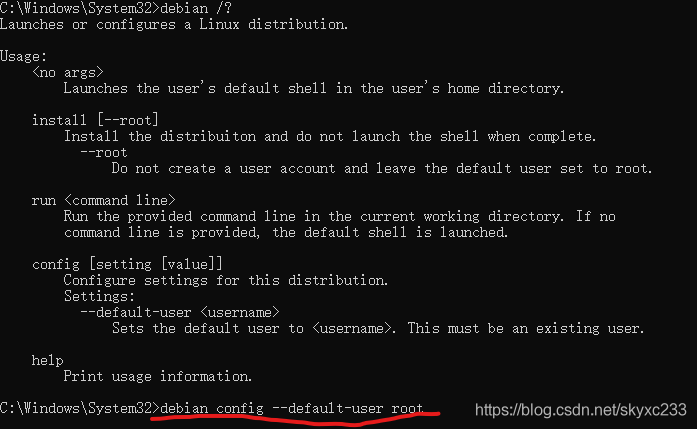 C:\Windows\System32>debian /?
Launches or configures a Linux distribution.
Usage:
<no args>
Launches the user's default shell in the user's home directory.
install [--root]
Install the distribuiton and do not launch the shell when complete.
--root
Do not create a user account and leave the default user set to root.
run <command line>
Run the provided command line in the current working directory. If no
command line is provided, the default shell is launched.
config [setting [value]]
Configure settings for this distribution.
Settings:
--default-user <username>
Sets the default user to <username>. This must be an existing user.
help
Print usage information.
C:\Windows\System32>debian config --default-user root
https://blog.csdn.net/skyxc233